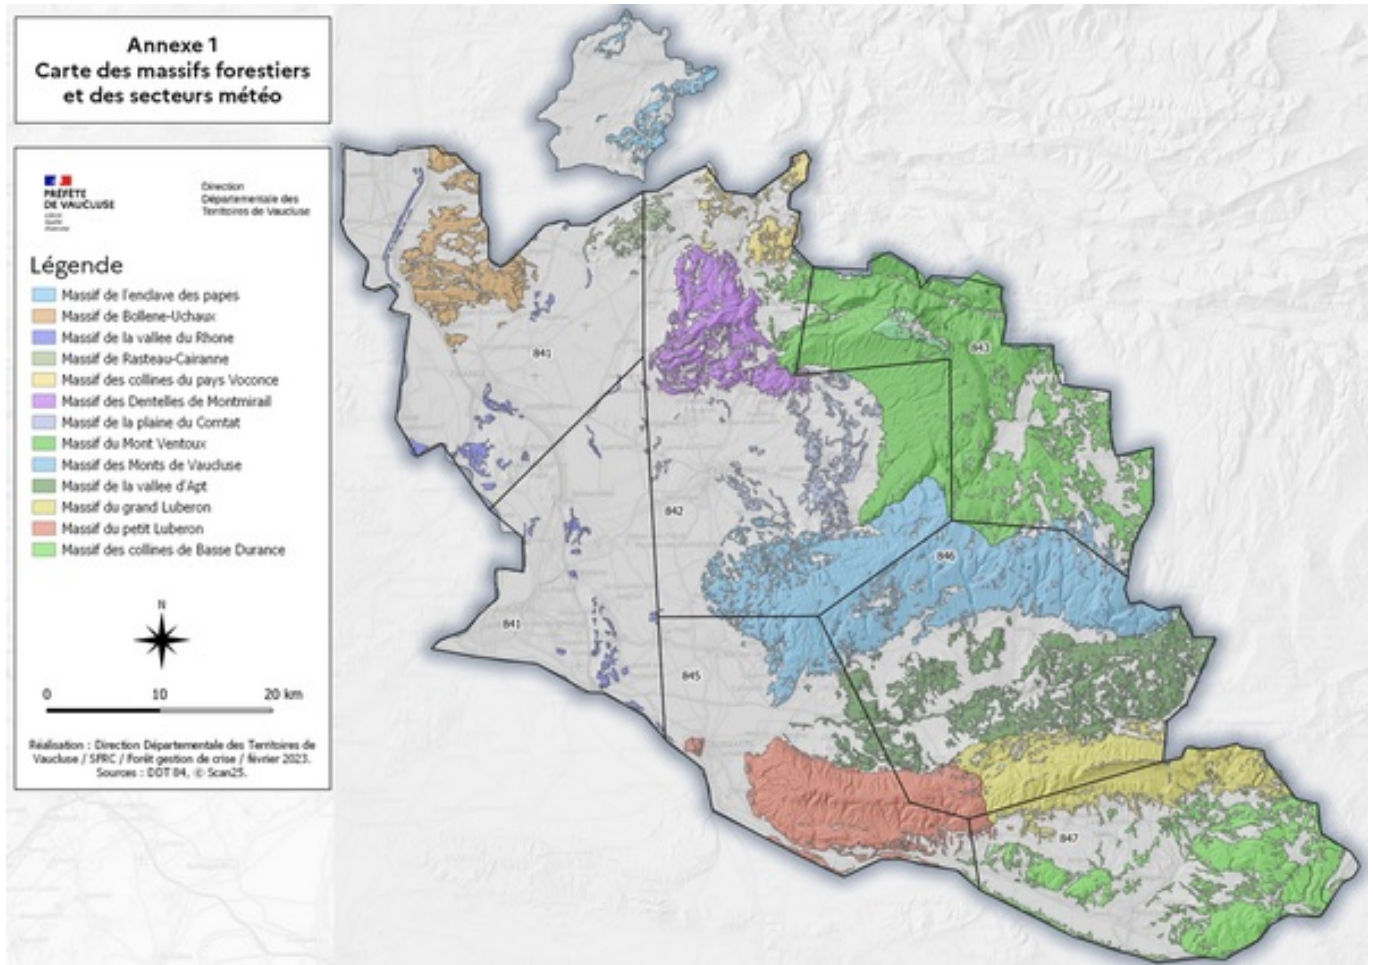 Annexe 1
Carte des massifs forestiers
et des secteurs météo
PRÉFÈTE
DE VAUCLUSE
Direction
Départementale des
Territoires de Vaucluse
Légende
Massif de l'enclave des papes
Massif de Bollene-Uchaux
Massif de la vallee du Rhone
Massif de Rasteau-Cairanne
Massif des collines du pays Voconce
Massif des Dentelles de Montmirail
Massif de la plaine du Comtat
Massif du Mont Ventoux
Massif des Monts de Vaucluse
Massif de la vallee d'Apt
Massif du grand Luberon
Massif du petit Luberon
Massif des collines de Basse Durance
N
0 10 20 km
Réalisation : Direction Départementale des Territoires de
Vaucluse / SFRC / Forêt gestion de crise / février 2023.
Sources : DDT 84, © Scan25.
841
843
842
846
841
845
847